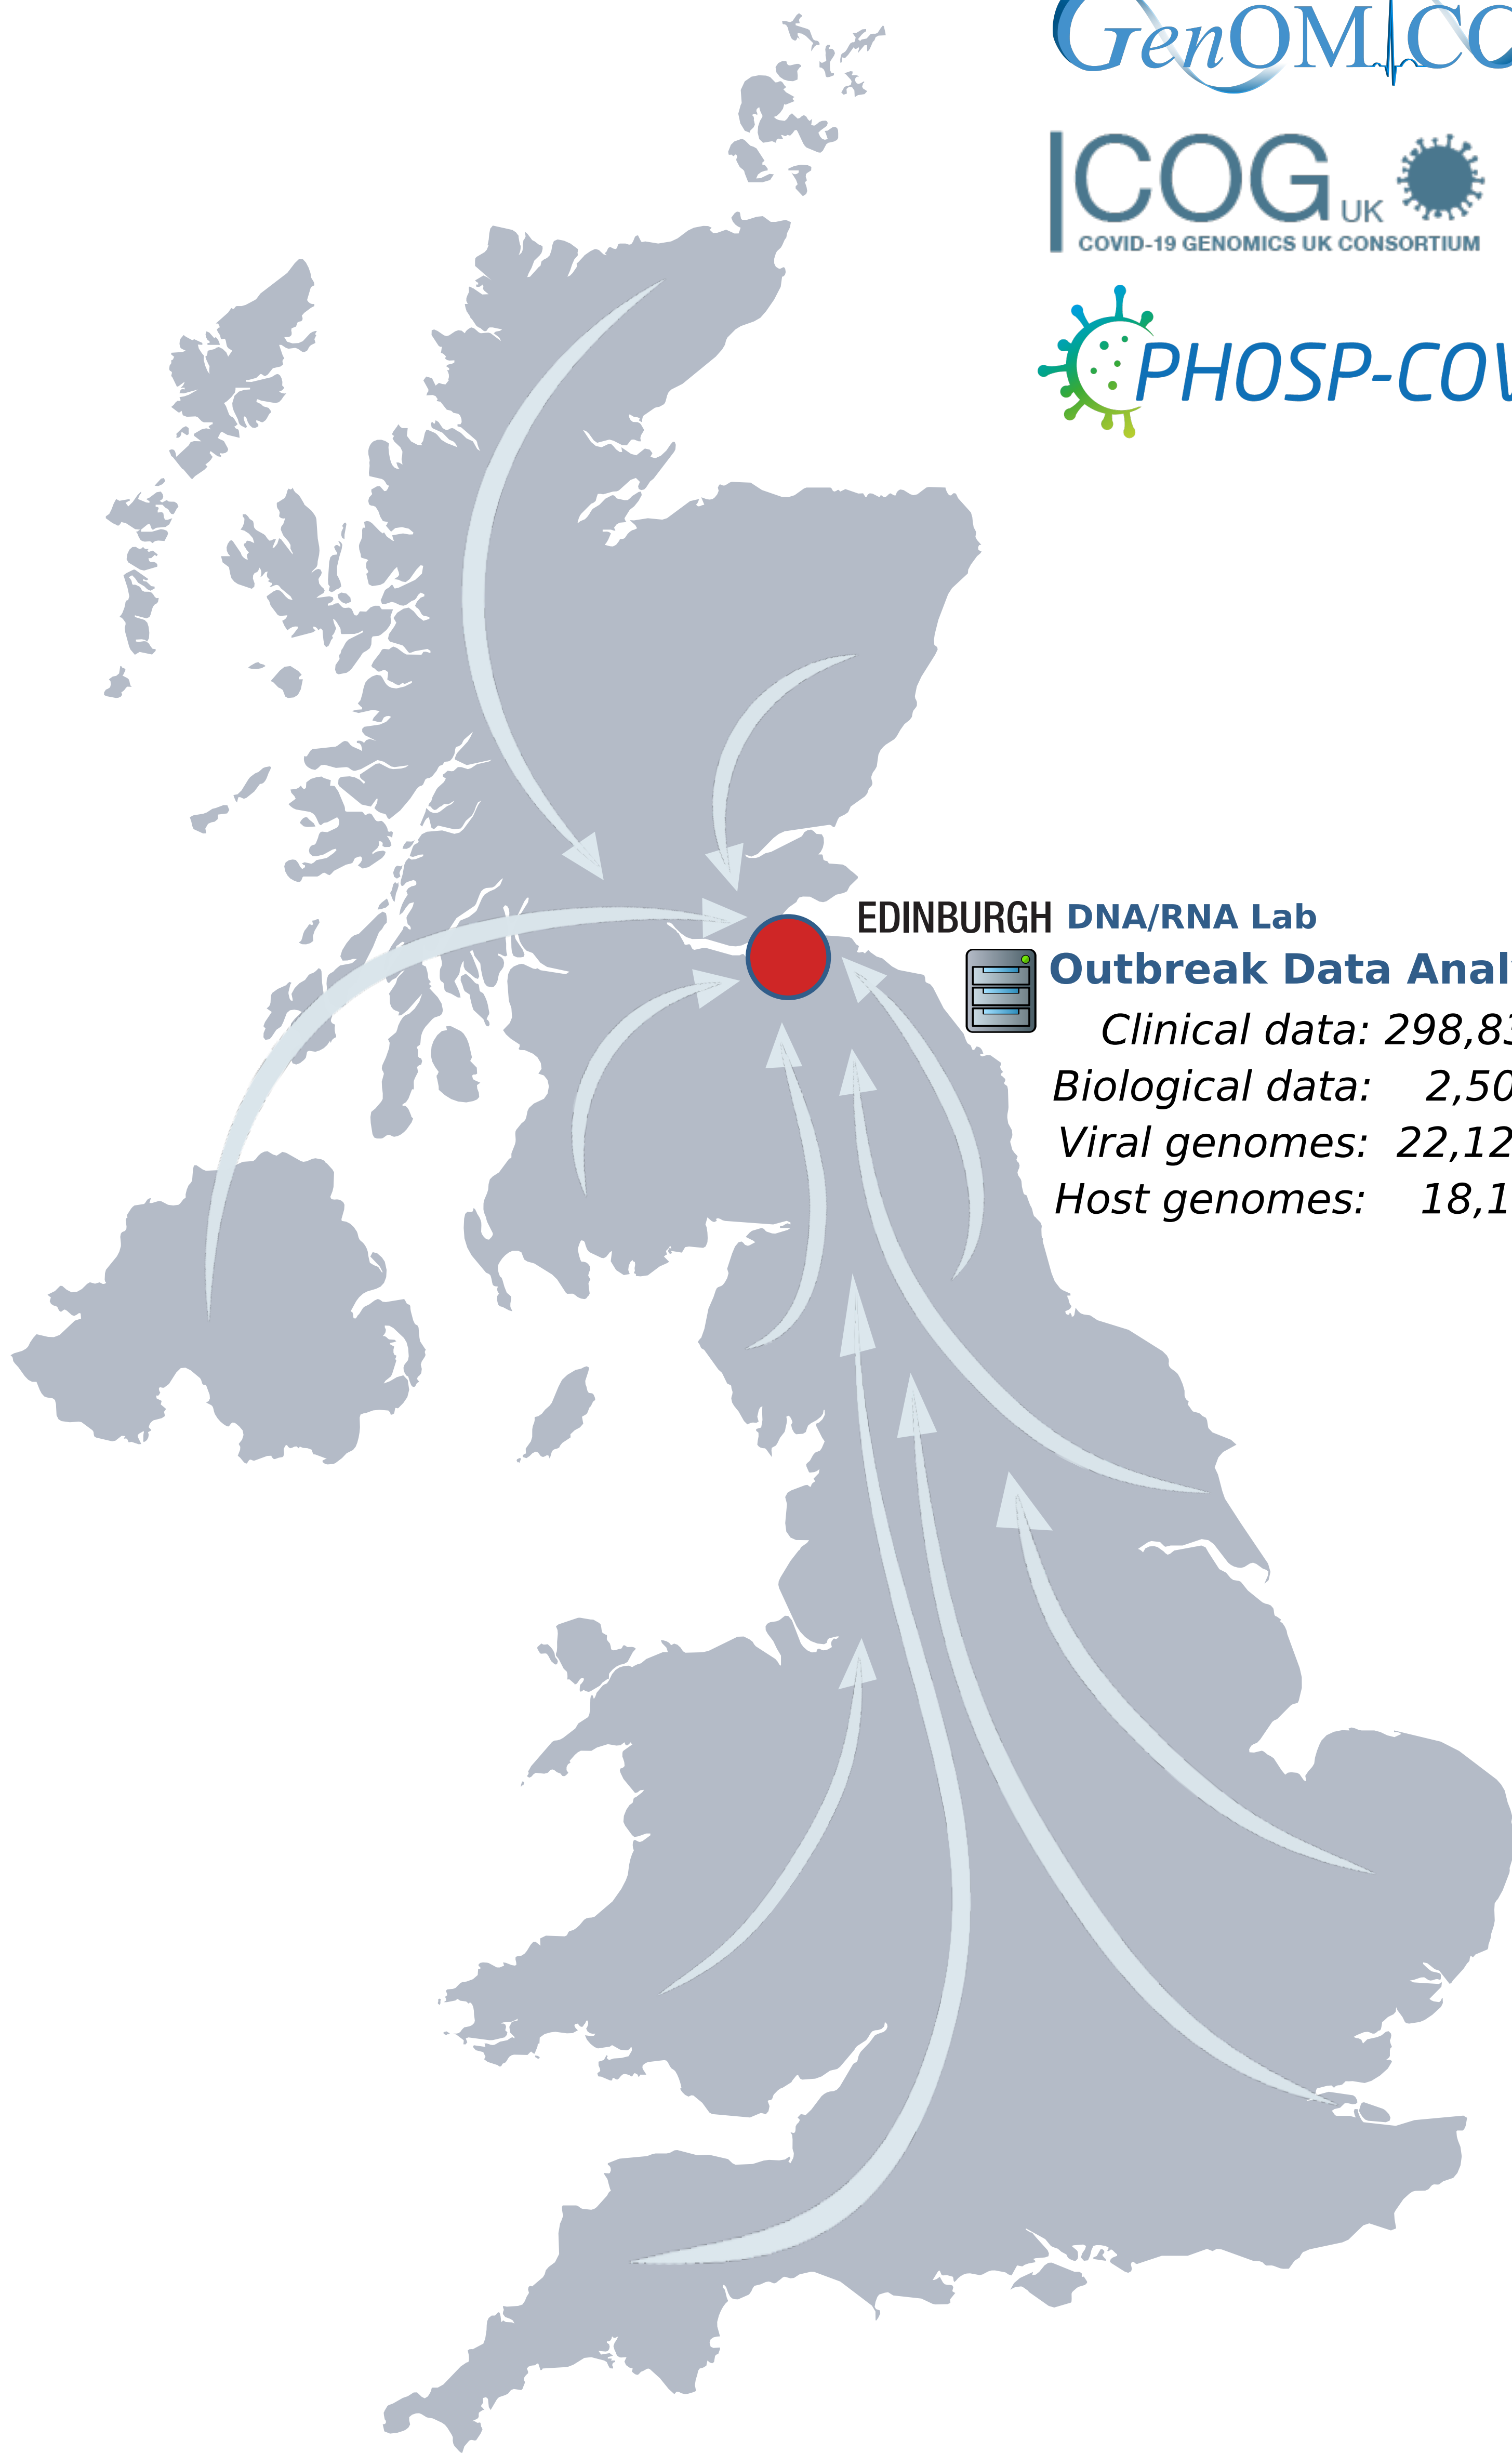 GenOMICC
COG UK
COVID-19 GENOMICS UK CONSORTIUM
PHOSP-COV
EDINBURGH DNA/RNA Lab
Outbreak Data Anal
Clinical data: 298,83
Biological data: 2,50
Viral genomes: 22,12
Host genomes: 18,1